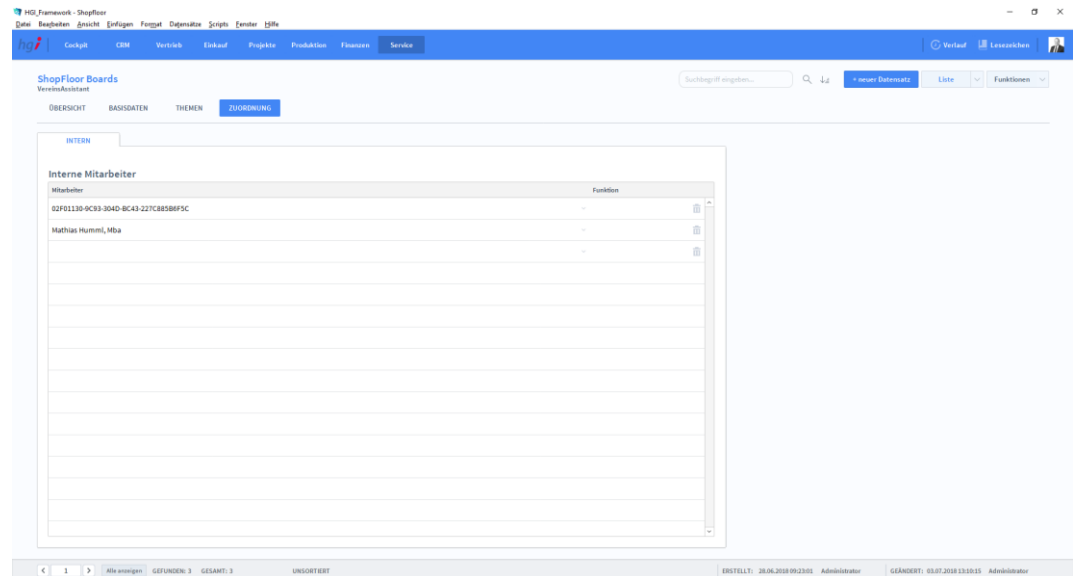 HGI_Framework - Shopfloor
Datei Bearbeiten Ansicht Einfügen Format Datensätze Scripts Fenster Hilfe
hgi Cockpit CRM Vertrieb Einkauf Projekte Produktion Finanzen Service Verlauf Lesezeichen
ShopFloor Boards
VereinsAssistant
Suchbegriff eingeben... + neuer Datensatz Liste Funktionen
ÜBERSICHT BASISDATEN THEMEN ZUORDNUNG
INTERN
Interne Mitarbeiter
Mitarbeiter Funktion
02F01130-9C93-304D-BC43-227C885B6F5C
Mathias Humml, Mba
1 Alle anzeigen GEFUNDEN: 3 GESAMT: 3 UNSORTIERT ERSTELLT: 28.06.2018 09:23:01 Administrator GEÄNDERT: 03.07.2018 13:10:15 Administrator